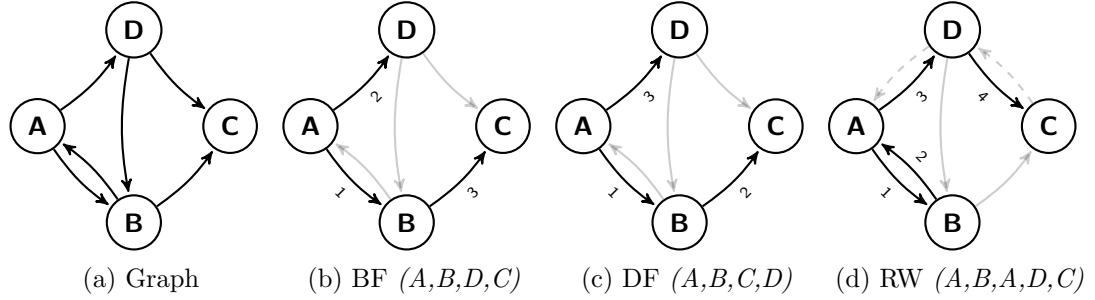 D
A
C
B
(a) Graph
D
2
A
C
1
3
B
(b) BF (A,B,D,C)
D
3
A
C
1
2
B
(c) DF (A,B,C,D)
D
3
4
A
C
2
1
B
(d) RW (A,B,A,D,C)